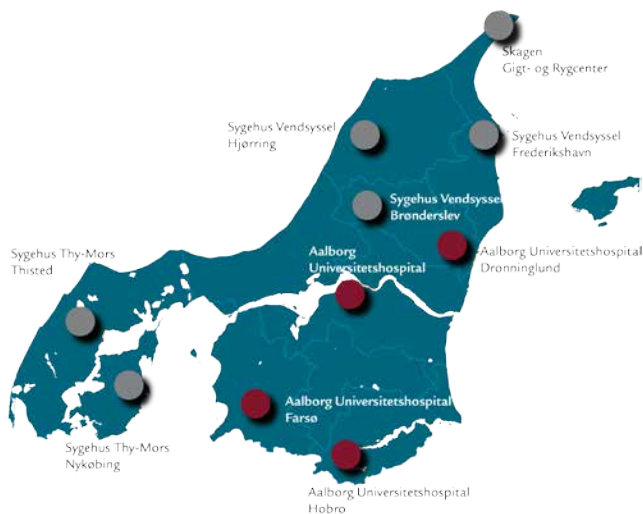 Skagen
Gigt- og Rygcenter
Sygehus Vendsyssel
Hjørring
Sygehus Vendsyssel
Frederikshavn
Sygehus Vendsyssel
Brønderslev
Aalborg
Universitetshospital
Aalborg Universitetshospital
Dronninglund
Sygehus Thy-Mors
Thisted
Aalborg Universitetshospital
Farsø
Sygehus Thy-Mors
Nykøbing
Aalborg Universitetshospital
Hobro